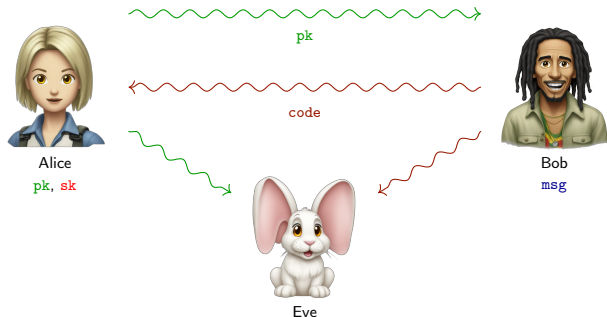 pk
code
Alice
pk, sk
Bob
msg
Eve